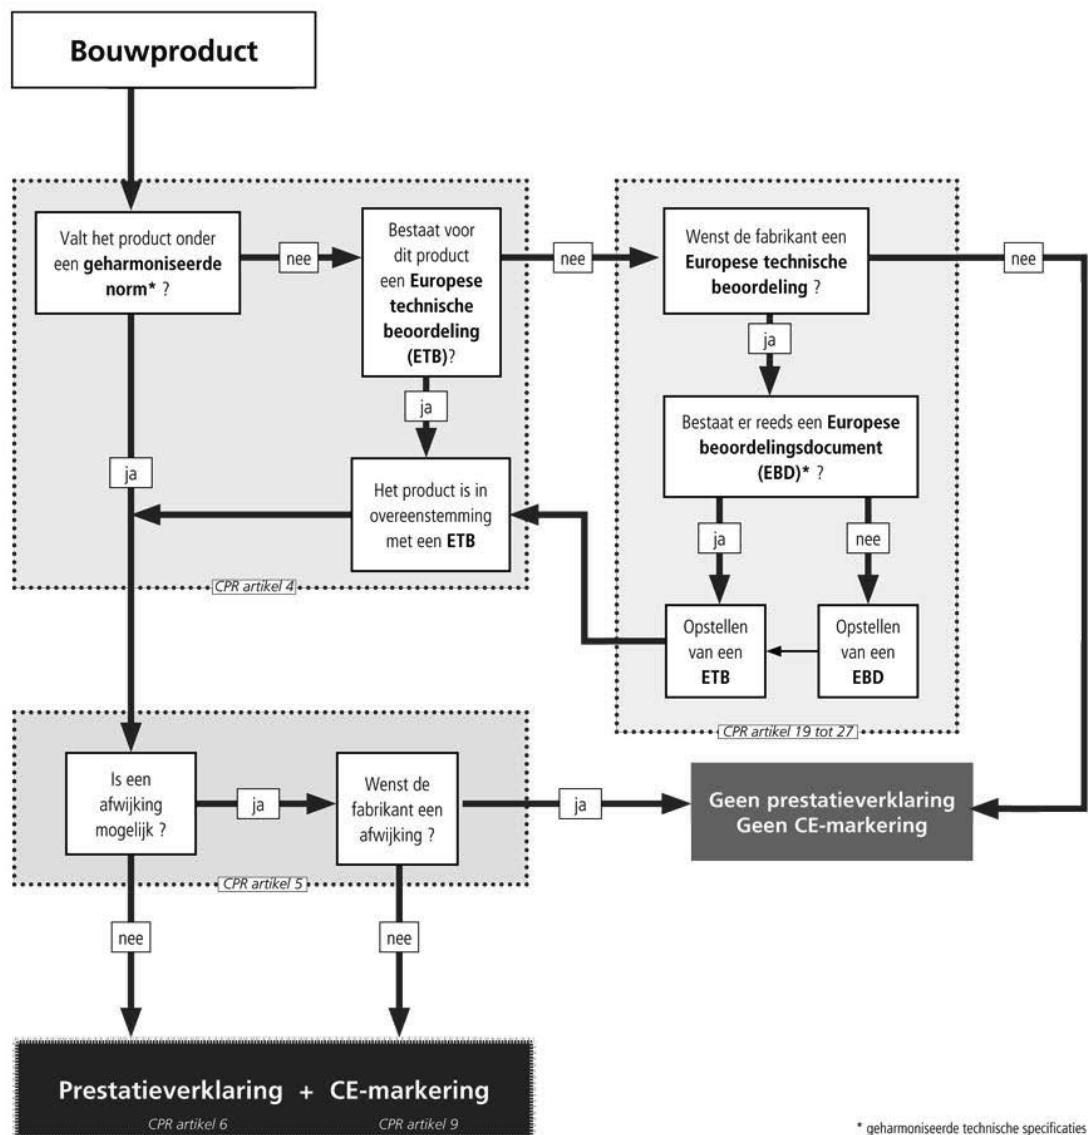 Bouwproduct
Valt het product onder
een geharmoniseerde
norm* ?
nee
Bestaat voor
dit product
een Europese
technische
beoordeling
(ETB)?
nee
Wenst de fabrikant een
Europese technische
beoordeling ?
nee
ja
ja
Bestaat er reeds een Europese
beoordelingsdocument
(EBD)* ?
ja
Het product is in
overeenstemming
met een ETB
ja
nee
CPR artikel 4
Opstellen
van een
ETB
Opstellen
van een
EBD
CPR artikel 19 tot 27
Is een
afwijking
mogelijk ?
ja
Wenst de
fabrikant een
afwijking ?
ja
Geen prestatieverklaring
Geen CE-markering
CPR artikel 5
nee
nee
Prestatieverklaring + CE-markering
CPR artikel 6
CPR artikel 9
* geharmoniseerde technische specificaties